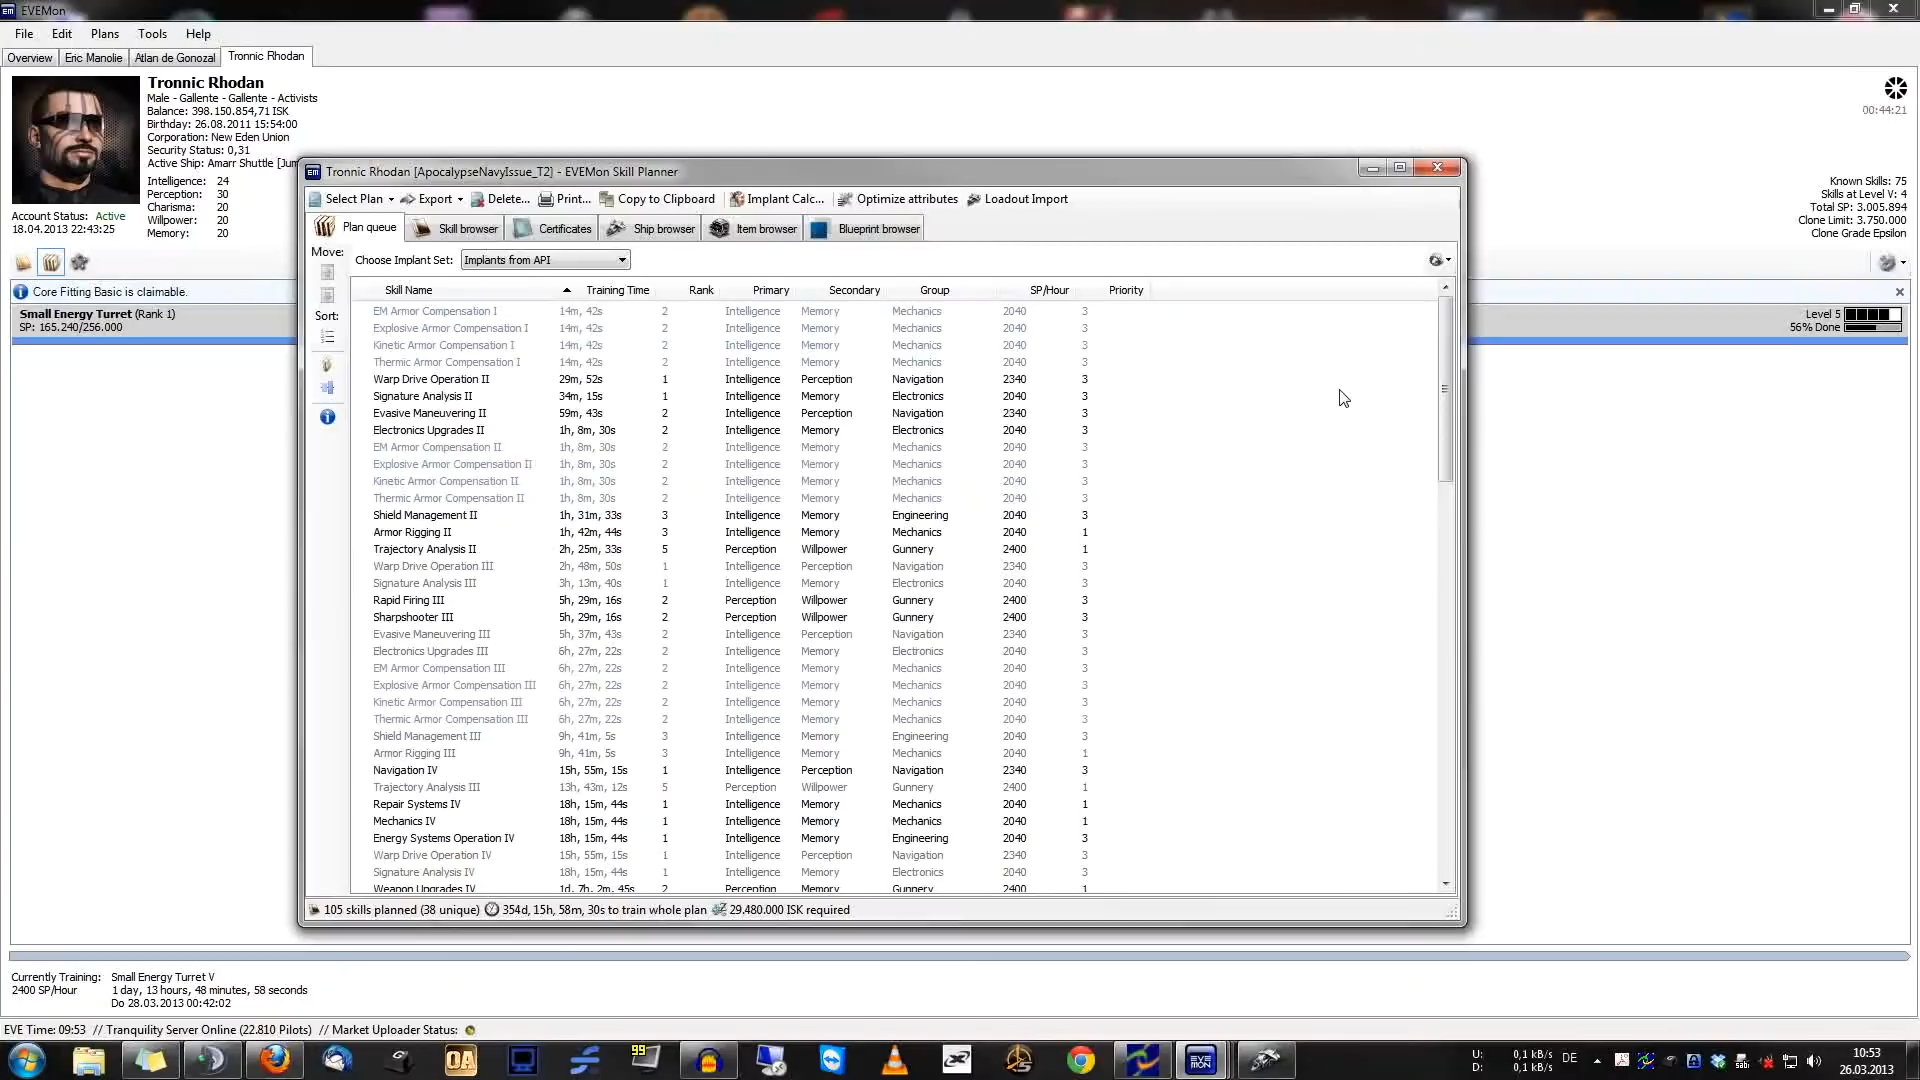 EVEMon
File Edit Plans Tools Help
Overview Eric Manolie Atlan de Gonozal Tronnic Rhodan
Tronnic Rhodan
Male - Gallente - Gallente - Activists
Balance: 398.150.854,71 ISK
Birthday: 26.08.2011 15:54:00
Corporation: New Eden Union
Security Status: 0,31
Active Ship: Amarr Shuttle [Jum
Intelligence: 24
Perception: 30
Charisma: 20
Willpower: 20
Memory: 20
Account Status: Active
18.04.2013 22:43:25
00:44:21
Known Skills: 75
Skills at Level V: 4
Total SP: 3.005.894
Clone Limit: 3.750.000
Clone Grade Epsilon
Core Fitting Basic is claimable.
Small Energy Turret (Rank 1)
SP: 165.240/256.000
Level 5
56% Done
Tronnic Rhodan [ApocalypseNavyIssue_T2] - EVEMon Skill Planner
Select Plan Export Delete... Print... Copy to Clipboard Implant Calc... Optimize attributes Loadout Import
Plan queue Skill browser Certificates Ship browser Item browser Blueprint browser
Move:
Choose Implant Set: Implants from API
Sort:
Skill Name Training Time Rank Primary Secondary Group SP/Hour Priority
EM Armor Compensation I 14m, 42s 2 Intelligence Memory Mechanics 2040 3
Explosive Armor Compensation I 14m, 42s 2 Intelligence Memory Mechanics 2040 3
Kinetic Armor Compensation I 14m, 42s 2 Intelligence Memory Mechanics 2040 3
Thermic Armor Compensation I 14m, 42s 2 Intelligence Memory Mechanics 2040 3
Warp Drive Operation II 29m, 52s 1 Intelligence Perception Navigation 2340 3
Signature Analysis II 34m, 15s 1 Intelligence Memory Electronics 2040 3
Evasive Maneuvering II 59m, 43s 2 Intelligence Perception Navigation 2340 3
Electronics Upgrades II 1h, 8m, 30s 2 Intelligence Memory Electronics 2040 3
EM Armor Compensation II 1h, 8m, 30s 2 Intelligence Memory Mechanics 2040 3
Explosive Armor Compensation II 1h, 8m, 30s 2 Intelligence Memory Mechanics 2040 3
Kinetic Armor Compensation II 1h, 8m, 30s 2 Intelligence Memory Mechanics 2040 3
Thermic Armor Compensation II 1h, 8m, 30s 2 Intelligence Memory Mechanics 2040 3
Shield Management II 1h, 31m, 33s 3 Intelligence Memory Engineering 2040 3
Armor Rigging II 1h, 42m, 44s 3 Intelligence Memory Mechanics 2040 1
Trajectory Analysis II 2h, 25m, 33s 5 Perception Willpower Gunnery 2400 1
Warp Drive Operation III 2h, 48m, 50s 1 Intelligence Perception Navigation 2340 3
Signature Analysis III 3h, 13m, 40s 1 Intelligence Memory Electronics 2040 3
Rapid Firing III 5h, 29m, 16s 2 Perception Willpower Gunnery 2400 3
Sharpshooter III 5h, 29m, 16s 2 Perception Willpower Gunnery 2400 3
Evasive Maneuvering III 5h, 37m, 43s 2 Intelligence Perception Navigation 2340 3
Electronics Upgrades III 6h, 27m, 22s 2 Intelligence Memory Electronics 2040 3
EM Armor Compensation III 6h, 27m, 22s 2 Intelligence Memory Mechanics 2040 3
Explosive Armor Compensation III 6h, 27m, 22s 2 Intelligence Memory Mechanics 2040 3
Kinetic Armor Compensation III 6h, 27m, 22s 2 Intelligence Memory Mechanics 2040 3
Thermic Armor Compensation III 6h, 27m, 22s 2 Intelligence Memory Mechanics 2040 3
Shield Management III 9h, 41m, 5s 3 Intelligence Memory Engineering 2040 3
Armor Rigging III 9h, 41m, 5s 3 Intelligence Memory Mechanics 2040 1
Navigation IV 15h, 55m, 15s 1 Intelligence Perception Navigation 2340 3
Trajectory Analysis III 13h, 43m, 12s 5 Perception Willpower Gunnery 2400 1
Repair Systems IV 18h, 15m, 44s 1 Intelligence Memory Mechanics 2040 1
Mechanics IV 18h, 15m, 44s 1 Intelligence Memory Mechanics 2040 1
Energy Systems Operation IV 18h, 15m, 44s 1 Intelligence Memory Engineering 2040 3
Warp Drive Operation IV 15h, 55m, 15s 1 Intelligence Perception Navigation 2340 3
Signature Analysis IV 18h, 15m, 44s 1 Intelligence Memory Electronics 2040 3
Weapon Upgrades IV 1d, 7h, 2m, 45s 2 Perception Memory Gunnery 2400 1
105 skills planned (38 unique) 354d, 15h, 58m, 30s to train whole plan 29.480.000 ISK required
Currently Training: Small Energy Turret V
2400 SP/Hour 1 day, 13 hours, 48 minutes, 58 seconds
Do 28.03.2013 00:42:02
EVE Time: 09:53 // Tranquility Server Online (22.810 Pilots) // Market Uploader Status:
QA
99
EVE MON
U: 0,1 kB/s
D: 0,1 kB/s
DE
10:53
26.03.2013